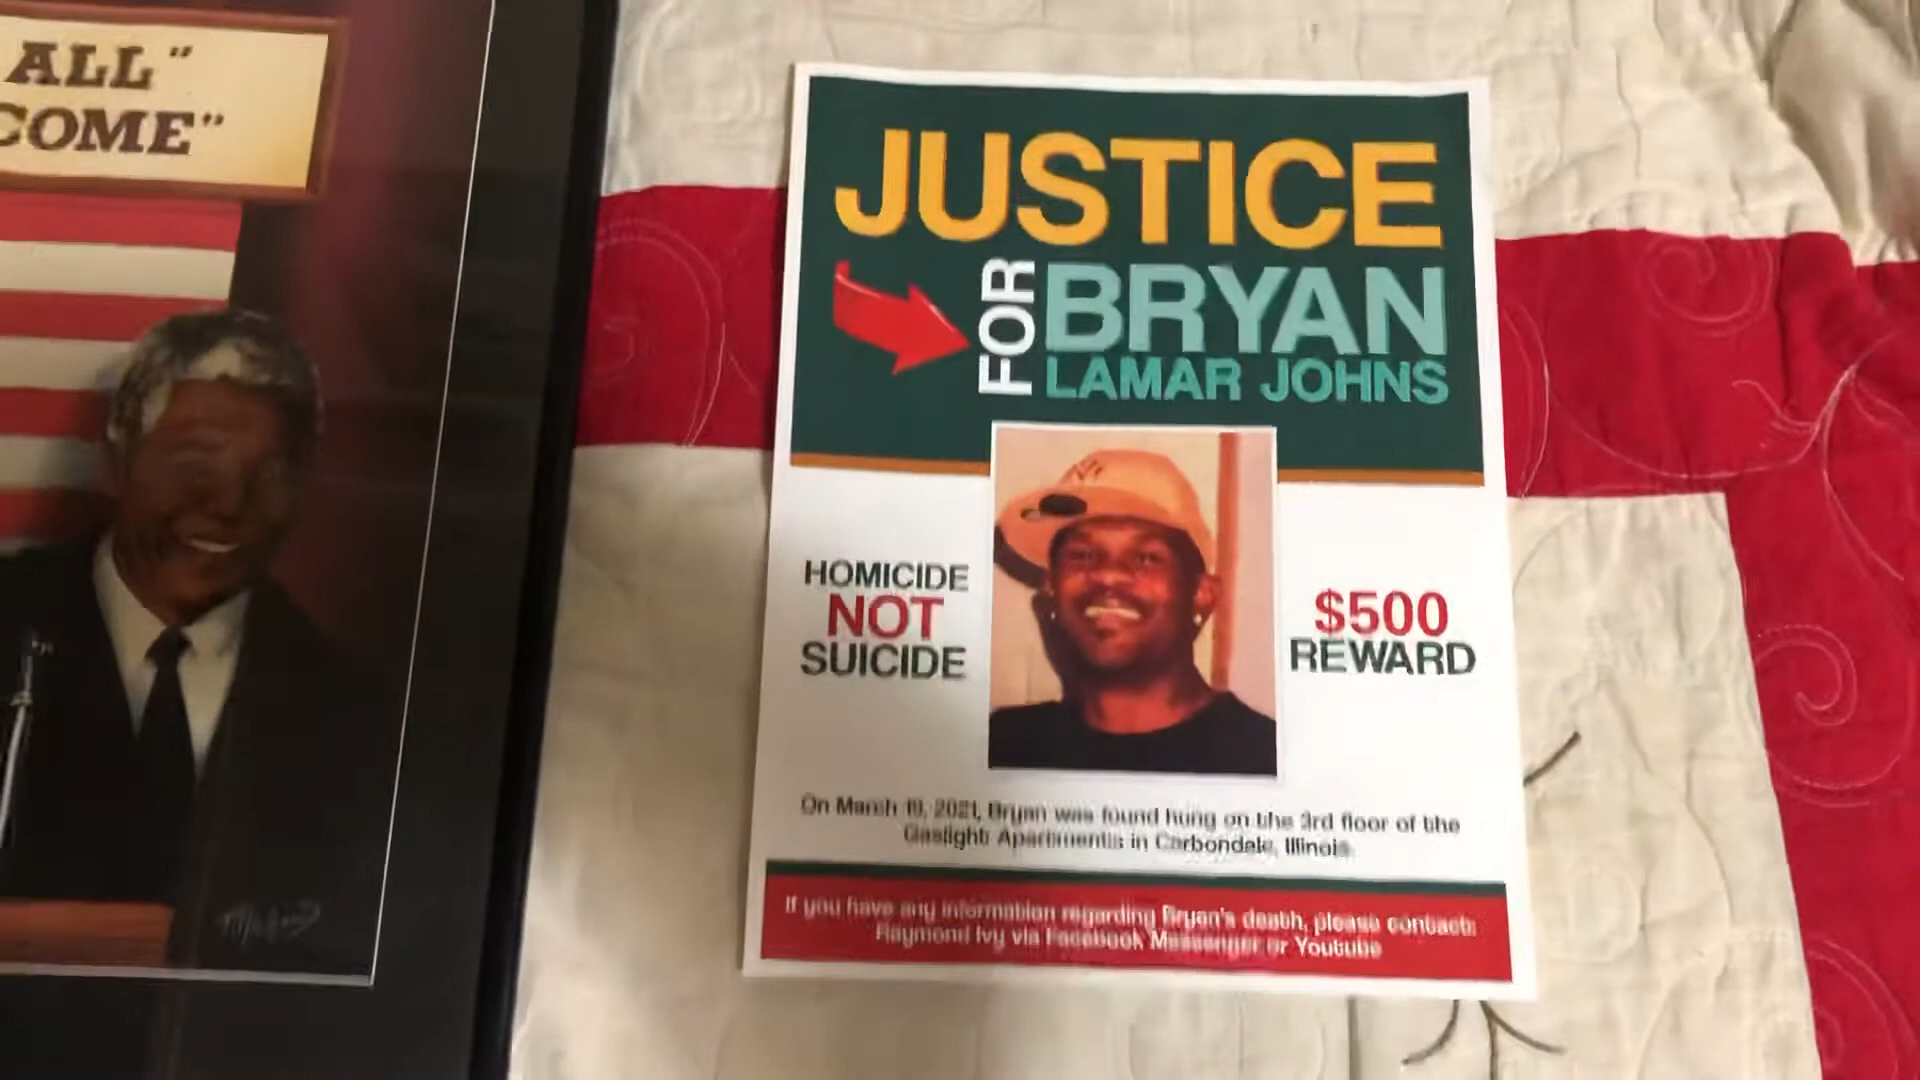 ALL"
COME"
JUSTICE
FOR
BRYAN
LAMAR JOHNS
HOMICIDE
NOT
SUICIDE
$500
REWARD
On March 19, 2021, Bryan was found hung on the 3rd floor of the
Gaslight Apartments in Carbondale, Illinois.
If you have any information regarding Bryan's death, please contact:
Raymond Ivy via Facebook Messenger or Youtube